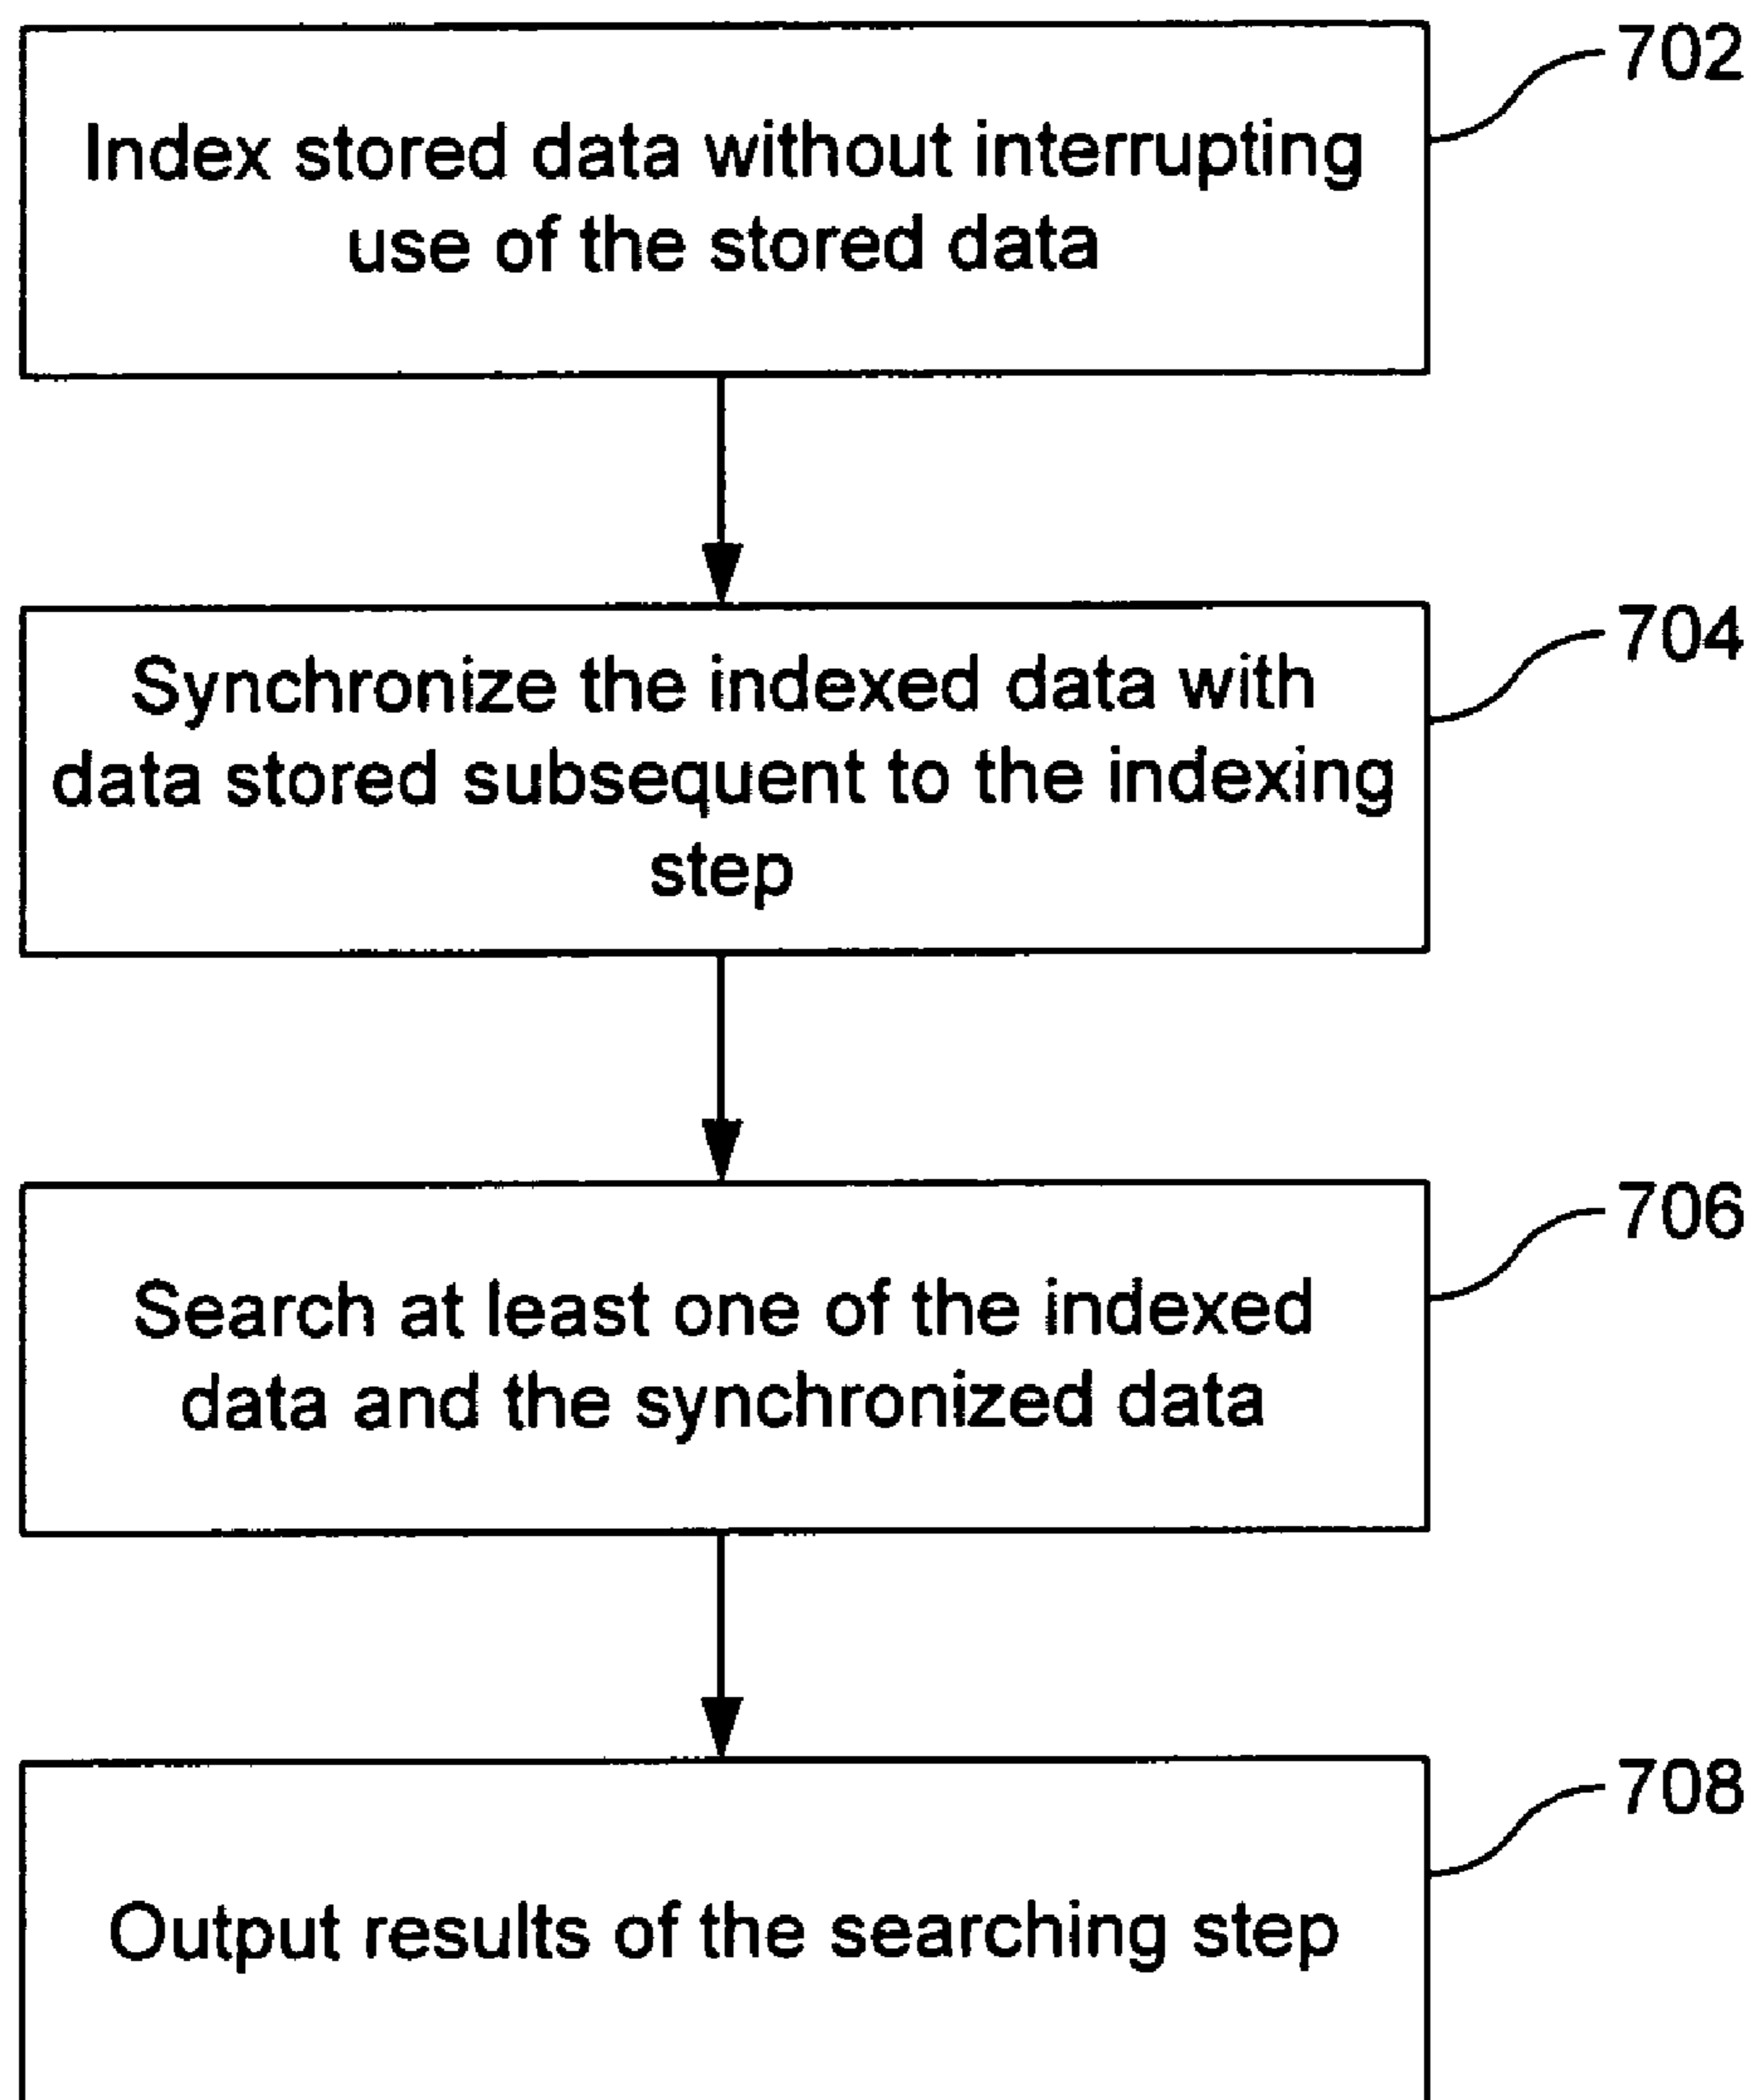 702
Index stored data without interrupting
use of the stored data
704
Synchronize the indexed data with
data stored subsequent to the indexing
step
706
Search at least one of the indexed
data and the synchronized data
708
Output results of the searching step